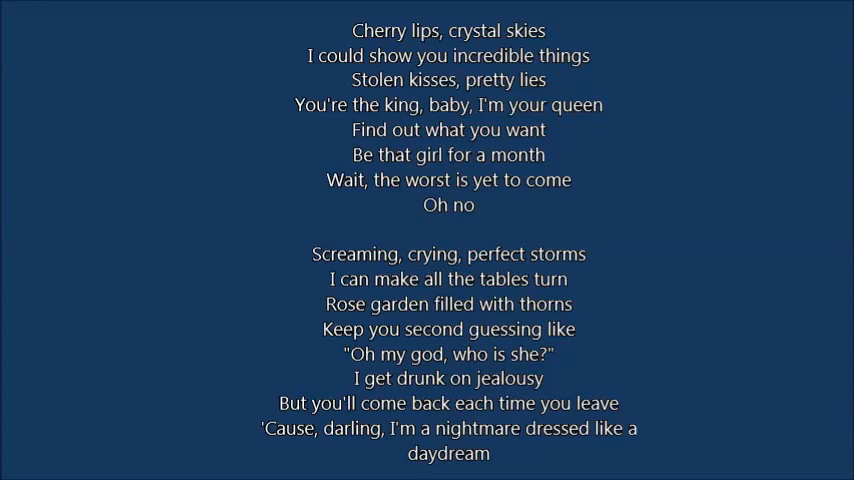 Cherry lips, crystal skies
I could show you incredible things
Stolen kisses, pretty lies
You're the king, baby, I'm your queen
Find out what you want
Be that girl for a month
Wait, the worst is yet to come
Oh no
Screaming, crying, perfect storms
I can make all the tables turn
Rose garden filled with thorns
Keep you second guessing like
"Oh my god, who is she?"
I get drunk on jealousy
But you'll come back each time you leave
'Cause, darling, I'm a nightmare dressed like a
daydream